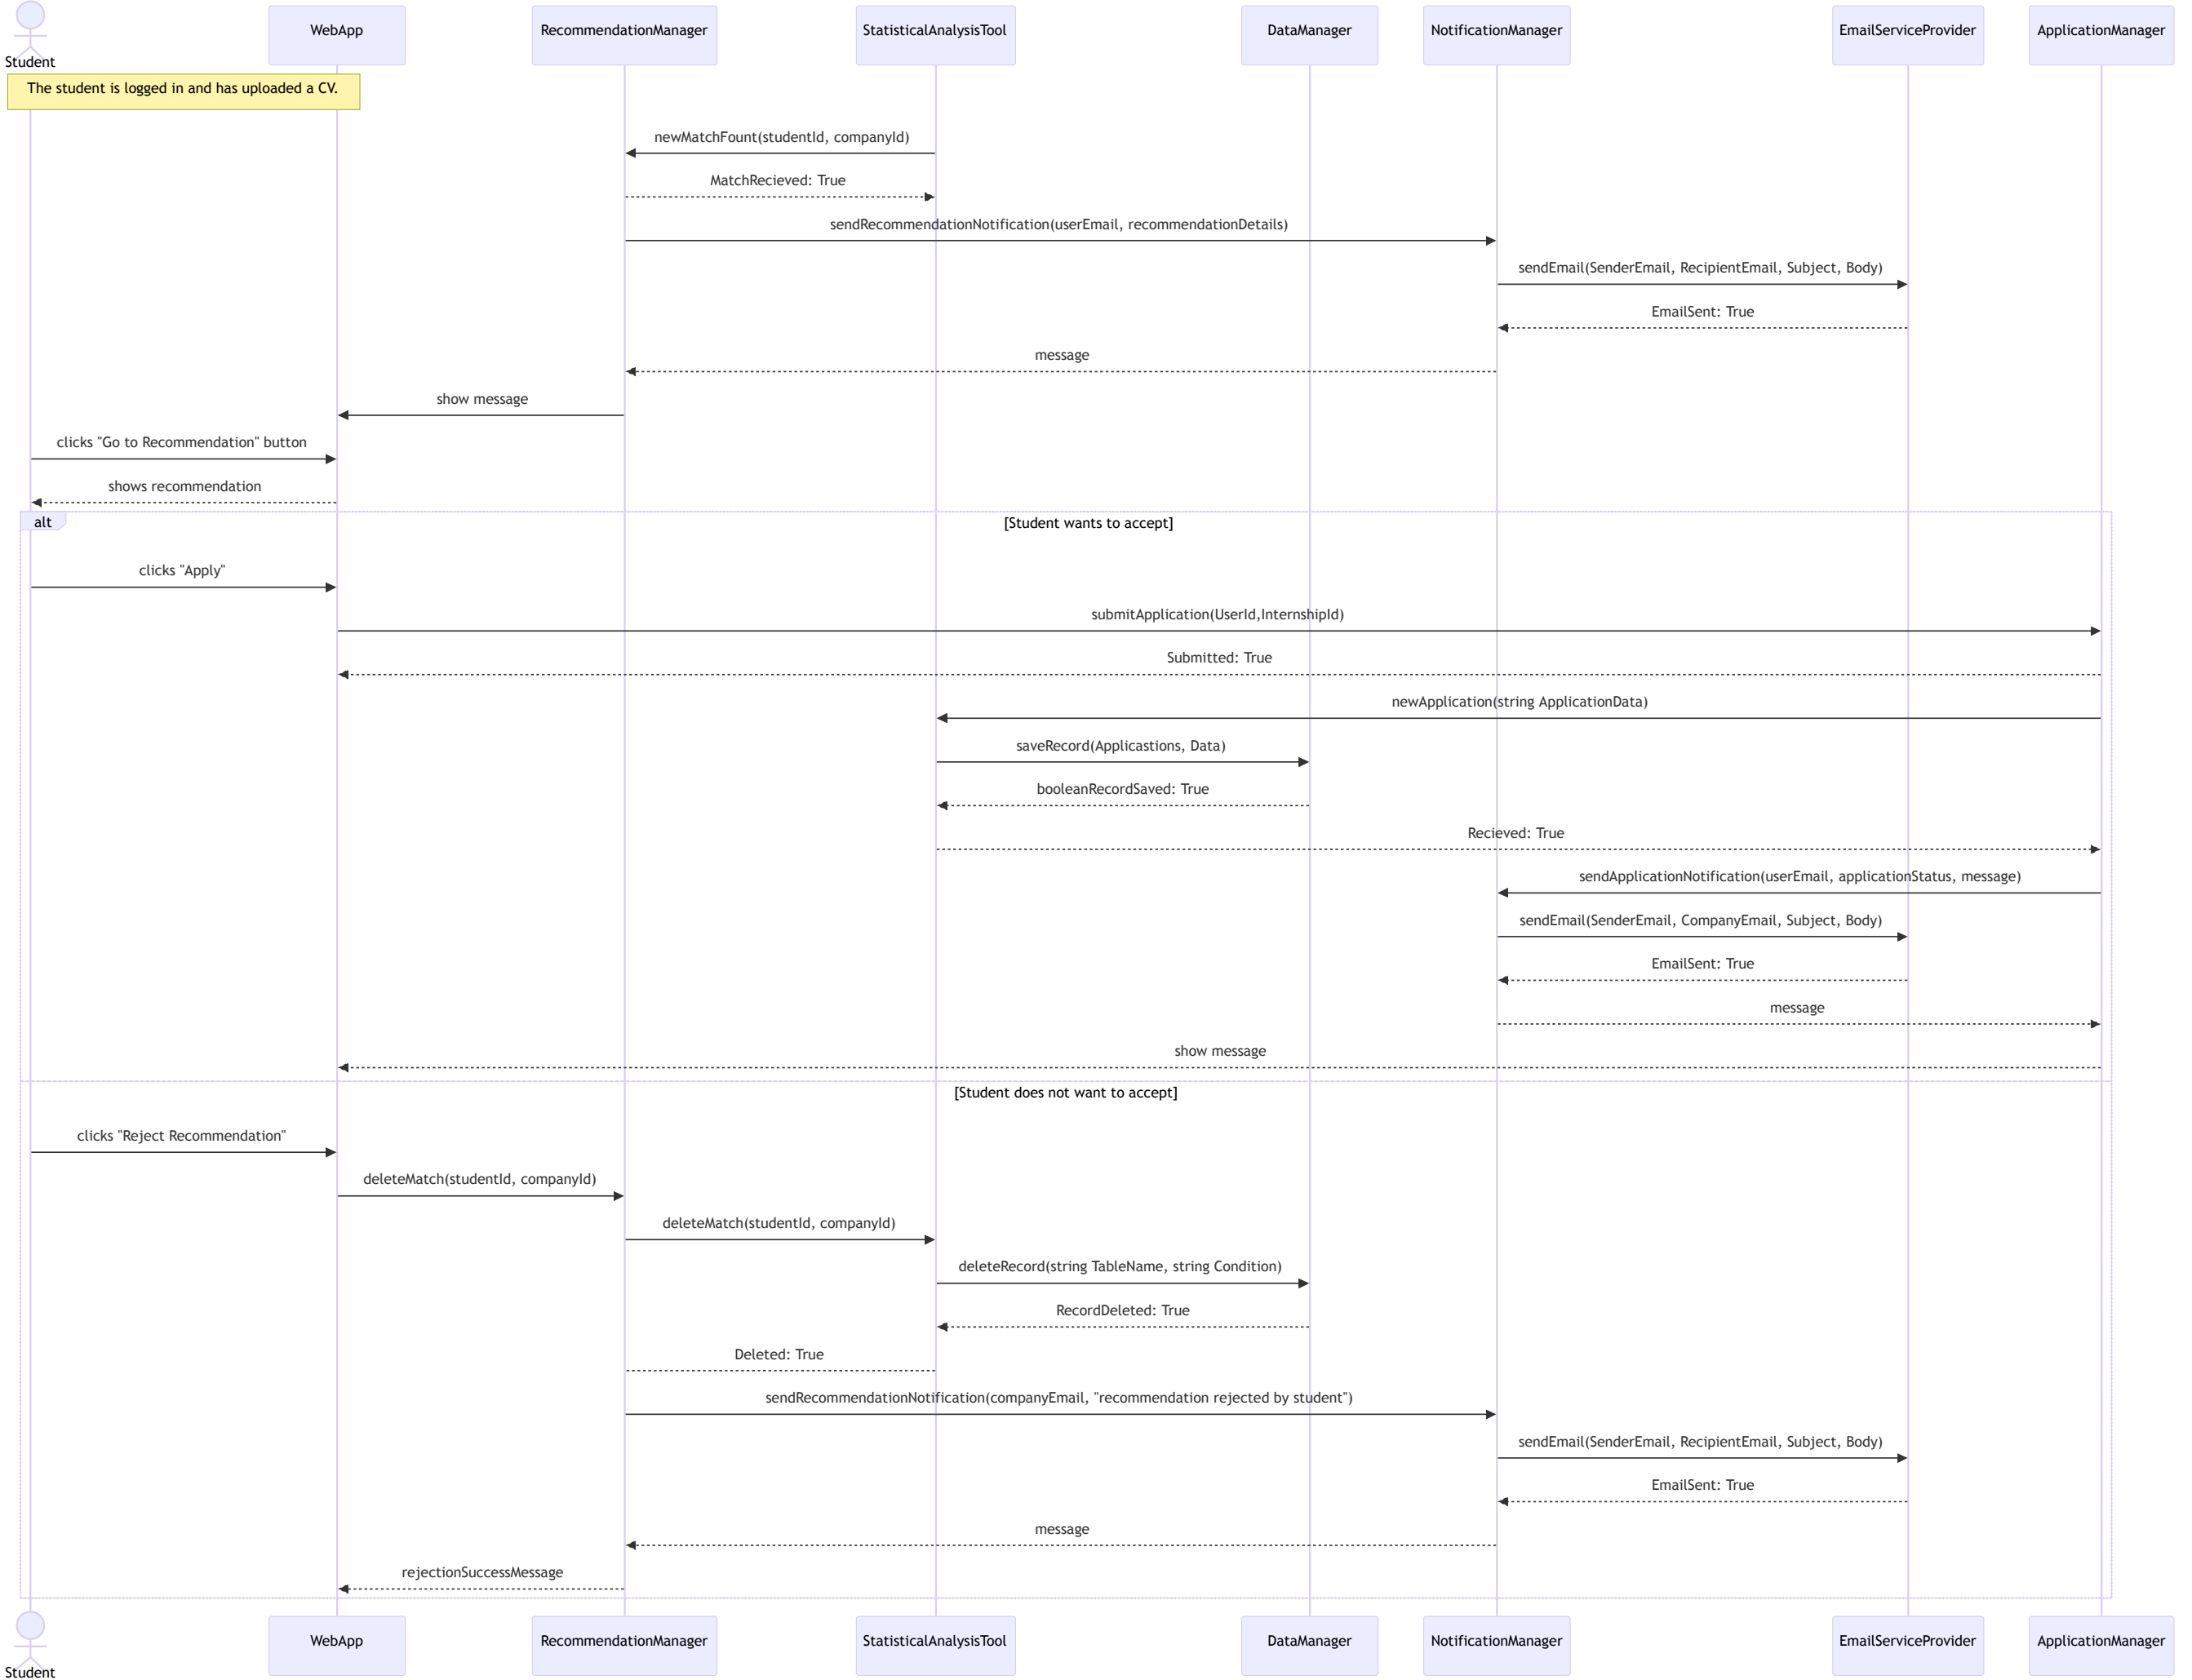 Student
WebApp
RecommendationManager
StatisticalAnalysisTool
DataManager
NotificationManager
EmailServiceProvider
ApplicationManager
The student is logged in and has uploaded a CV.
newMatchFount(studentId, companyId)
MatchRecieved: True
sendRecommendationNotification(userEmail, recommendationDetails)
sendEmail(SenderEmail, RecipientEmail, Subject, Body)
EmailSent: True
message
show message
clicks "Go to Recommendation" button
shows recommendation
alt
[Student wants to accept]
clicks "Apply"
submitApplication(UserId,InternshipId)
Submitted: True
newApplication(string ApplicationData)
saveRecord(Applicastions, Data)
booleanRecordSaved: True
Recieved: True
sendApplicationNotification(userEmail, applicationStatus, message)
sendEmail(SenderEmail, CompanyEmail, Subject, Body)
EmailSent: True
message
show message
[Student does not want to accept]
clicks "Reject Recommendation"
deleteMatch(studentId, companyId)
deleteMatch(studentId, companyId)
deleteRecord(string TableName, string Condition)
RecordDeleted: True
Deleted: True
sendRecommendationNotification(companyEmail, "recommendation rejected by student")
sendEmail(SenderEmail, RecipientEmail, Subject, Body)
EmailSent: True
message
rejectionSuccessMessage
Student
WebApp
RecommendationManager
StatisticalAnalysisTool
DataManager
NotificationManager
EmailServiceProvider
ApplicationManager